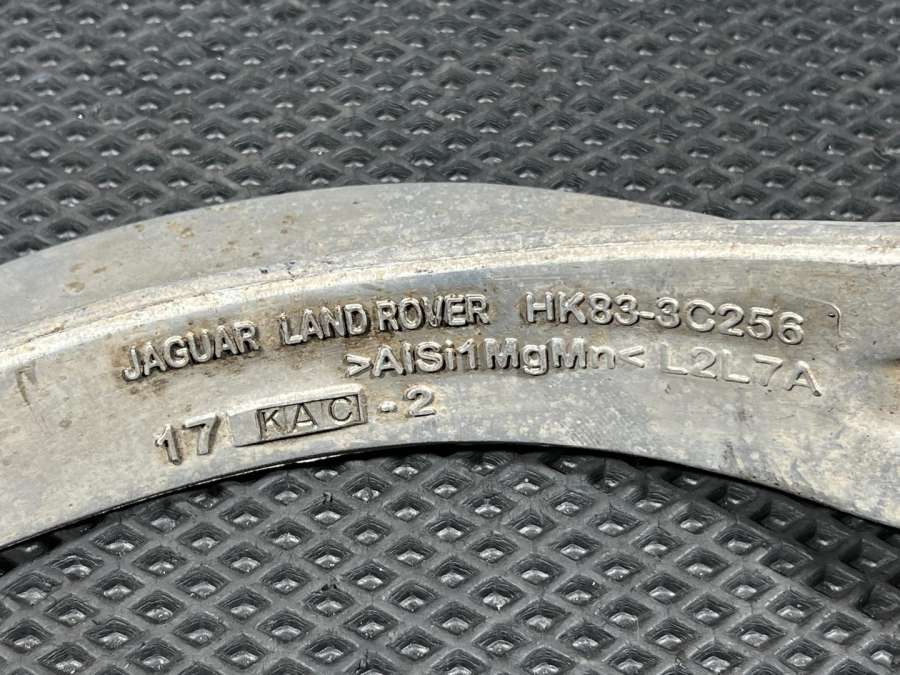 JAGUAR LAND ROVER HK83-3C256
>AlSi1MgMn< L2L7A
17 KAC -2